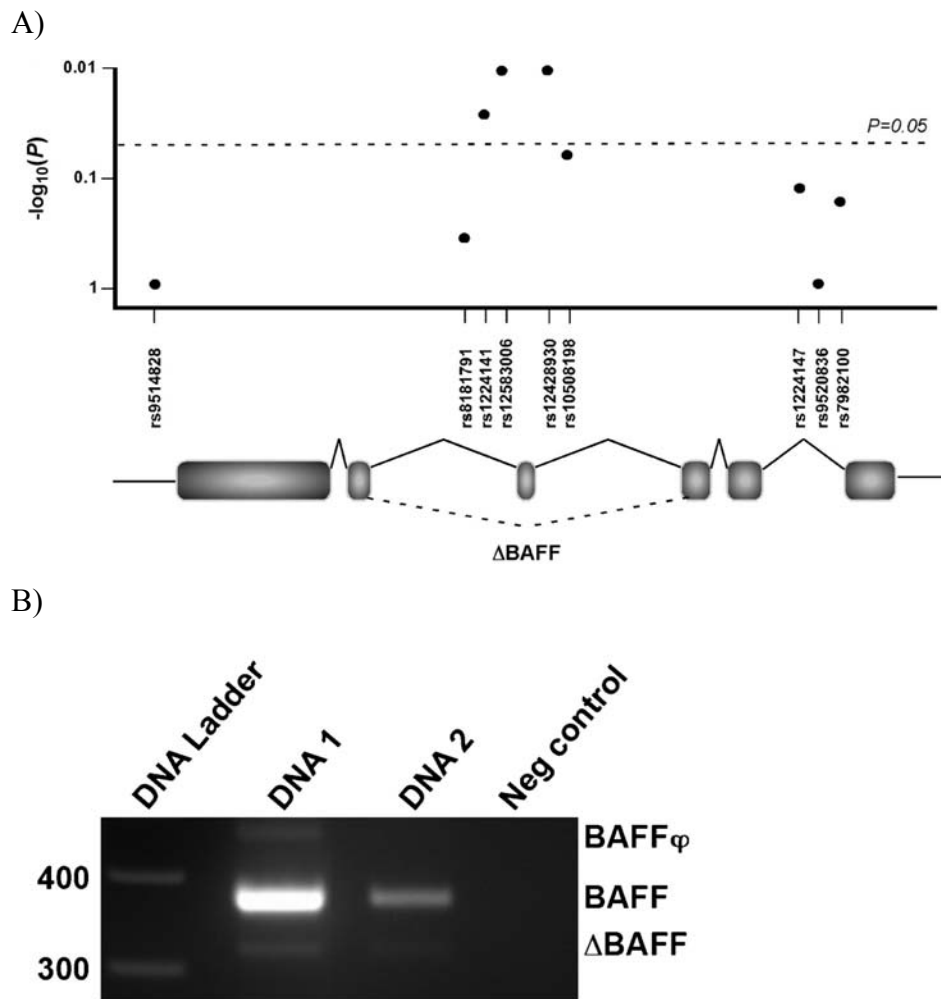 A)
0.01
P=0.05
0.1
-log10(P)
1
rs9514828
rs8181791
rs1224141
rs12583006
rs12428930
rs10508198
rs1224147
rs9520836
rs7982100
ΔBAFF
B)
DNA Ladder
DNA 1
DNA 2
Neg control
BAFFφ
400
BAFF
ΔBAFF
300